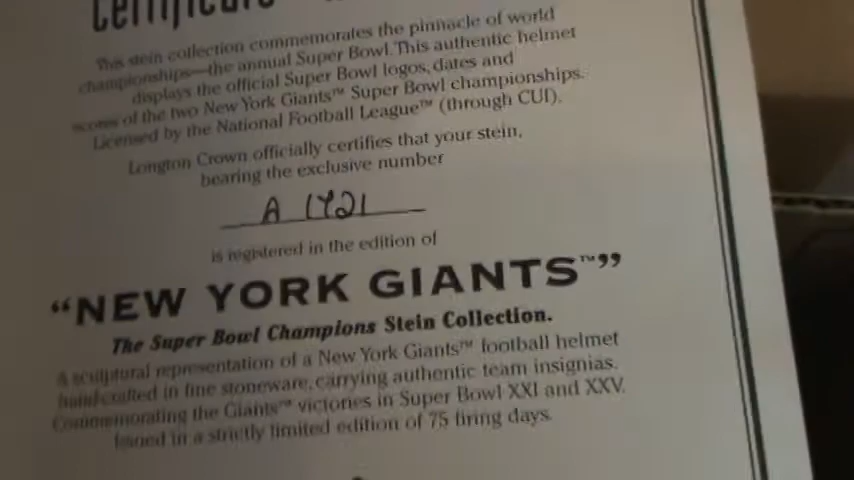 Certificate
This stein collection commemorates the pinnacle of world
championships—the annual Super Bowl. This authentic helmet
displays the official Super Bowl logos, dates and
scores of the two New York Giants™ Super Bowl championships.
Licensed by the National Football League™ (through CUI).
Longton Crown officially certifies that your stein,
bearing the exclusive number
A 1421
is registered in the edition of
“NEW YORK GIANTS™”
The Super Bowl Champions Stein Collection.
A sculptural representation of a New York Giants™ football helmet
handcrafted in fine stoneware, carrying authentic team insignias.
Commemorating the Giants™ victories in Super Bowl XXI and XXV.
Issued in a strictly limited edition of 75 firing days.